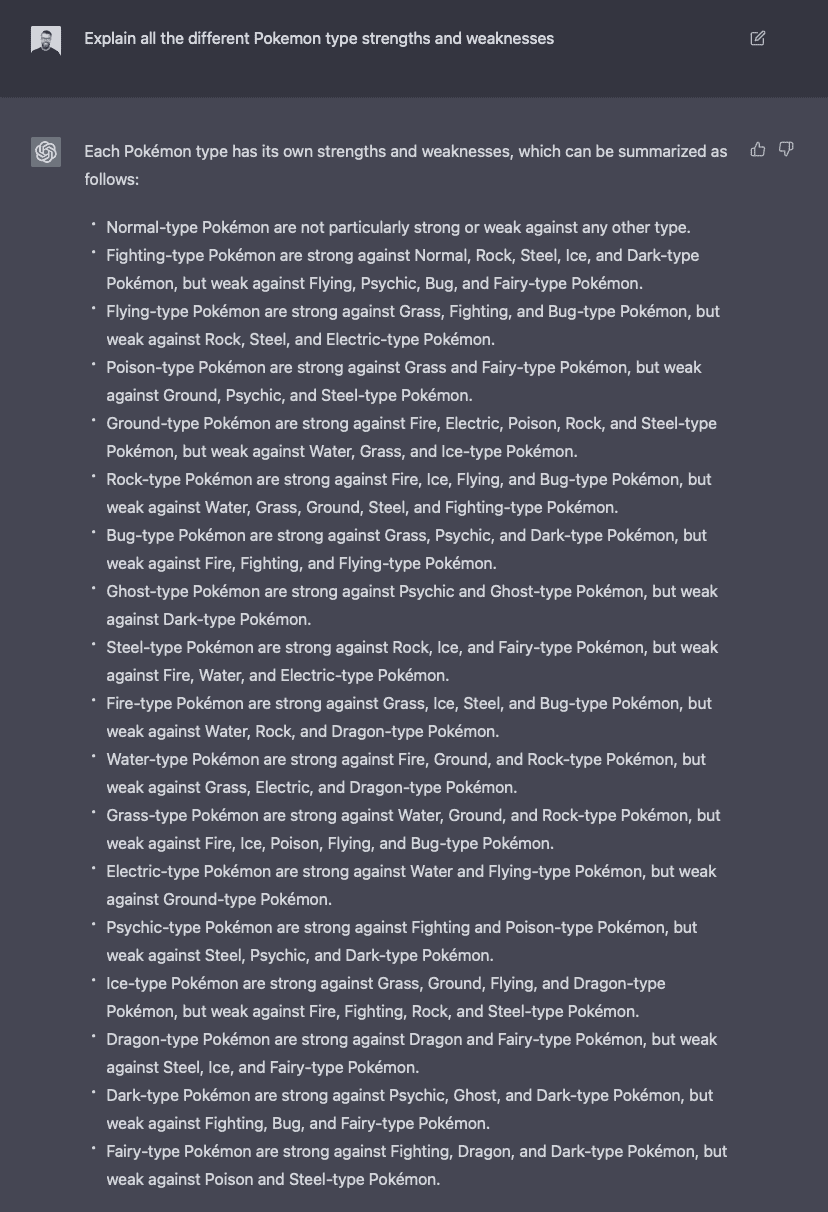 Explain all the different Pokemon type strengths and weaknesses
Each Pokémon type has its own strengths and weaknesses, which can be summarized as
follows:
• Normal-type Pokémon are not particularly strong or weak against any other type.
• Fighting-type Pokémon are strong against Normal, Rock, Steel, Ice, and Dark-type
Pokémon, but weak against Flying, Psychic, Bug, and Fairy-type Pokémon.
• Flying-type Pokémon are strong against Grass, Fighting, and Bug-type Pokémon, but
weak against Rock, Steel, and Electric-type Pokémon.
• Poison-type Pokémon are strong against Grass and Fairy-type Pokémon, but weak
against Ground, Psychic, and Steel-type Pokémon.
• Ground-type Pokémon are strong against Fire, Electric, Poison, Rock, and Steel-type
Pokémon, but weak against Water, Grass, and Ice-type Pokémon.
• Rock-type Pokémon are strong against Fire, Ice, Flying, and Bug-type Pokémon, but
weak against Water, Grass, Ground, Steel, and Fighting-type Pokémon.
• Bug-type Pokémon are strong against Grass, Psychic, and Dark-type Pokémon, but
weak against Fire, Fighting, and Flying-type Pokémon.
• Ghost-type Pokémon are strong against Psychic and Ghost-type Pokémon, but weak
against Dark-type Pokémon.
• Steel-type Pokémon are strong against Rock, Ice, and Fairy-type Pokémon, but weak
against Fire, Water, and Electric-type Pokémon.
• Fire-type Pokémon are strong against Grass, Ice, Steel, and Bug-type Pokémon, but
weak against Water, Rock, and Dragon-type Pokémon.
• Water-type Pokémon are strong against Fire, Ground, and Rock-type Pokémon, but
weak against Grass, Electric, and Dragon-type Pokémon.
• Grass-type Pokémon are strong against Water, Ground, and Rock-type Pokémon, but
weak against Fire, Ice, Poison, Flying, and Bug-type Pokémon.
• Electric-type Pokémon are strong against Water and Flying-type Pokémon, but weak
against Ground-type Pokémon.
• Psychic-type Pokémon are strong against Fighting and Poison-type Pokémon, but
weak against Steel, Psychic, and Dark-type Pokémon.
• Ice-type Pokémon are strong against Grass, Ground, Flying, and Dragon-type
Pokémon, but weak against Fire, Fighting, Rock, and Steel-type Pokémon.
• Dragon-type Pokémon are strong against Dragon and Fairy-type Pokémon, but weak
against Steel, Ice, and Fairy-type Pokémon.
• Dark-type Pokémon are strong against Psychic, Ghost, and Dark-type Pokémon, but
weak against Fighting, Bug, and Fairy-type Pokémon.
• Fairy-type Pokémon are strong against Fighting, Dragon, and Dark-type Pokémon, but
weak against Poison and Steel-type Pokémon.